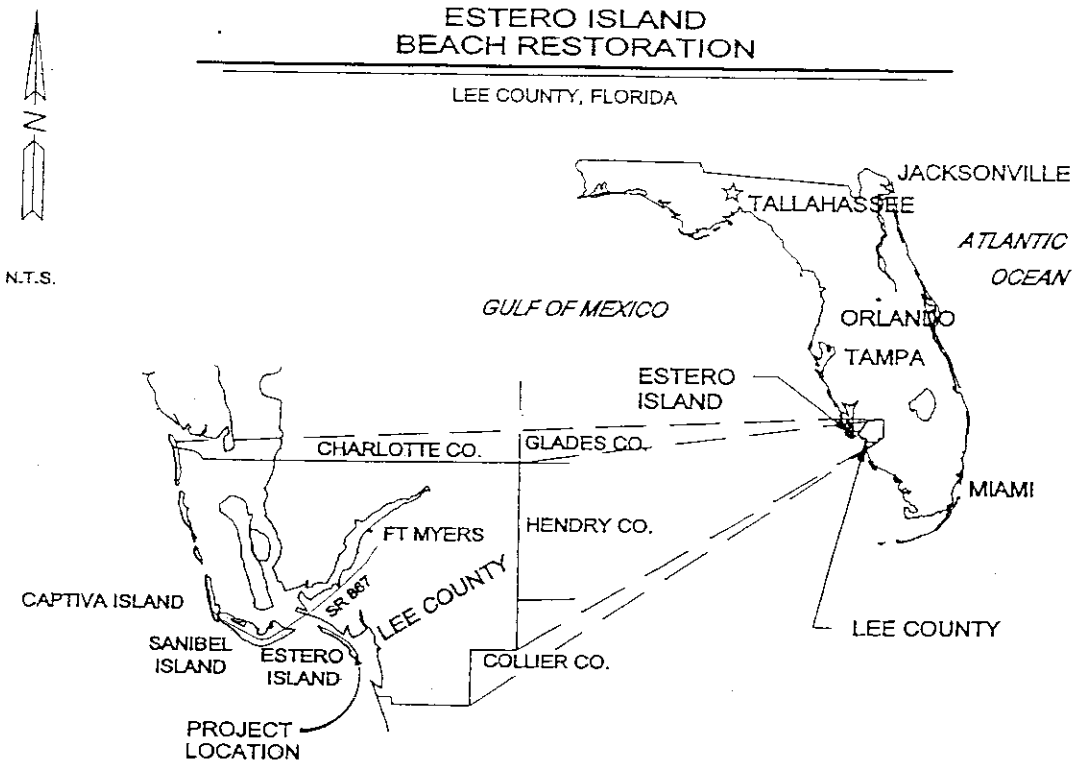 ESTERO ISLAND
BEACH RESTORATION
LEE COUNTY, FLORIDA
N
N.T.S.
JACKSONVILLE
TALLAHASSEE
ATLANTIC
OCEAN
GULF OF MEXICO
ORLANDO
TAMPA
ESTERO
ISLAND
CHARLOTTE CO.
GLADES CO.
MIAMI
HENDRY CO.
FT MYERS
SR 867
LEE COUNTY
CAPTIVA ISLAND
SANIBEL
ISLAND
ESTERO
ISLAND
COLLIER CO.
LEE COUNTY
PROJECT
LOCATION